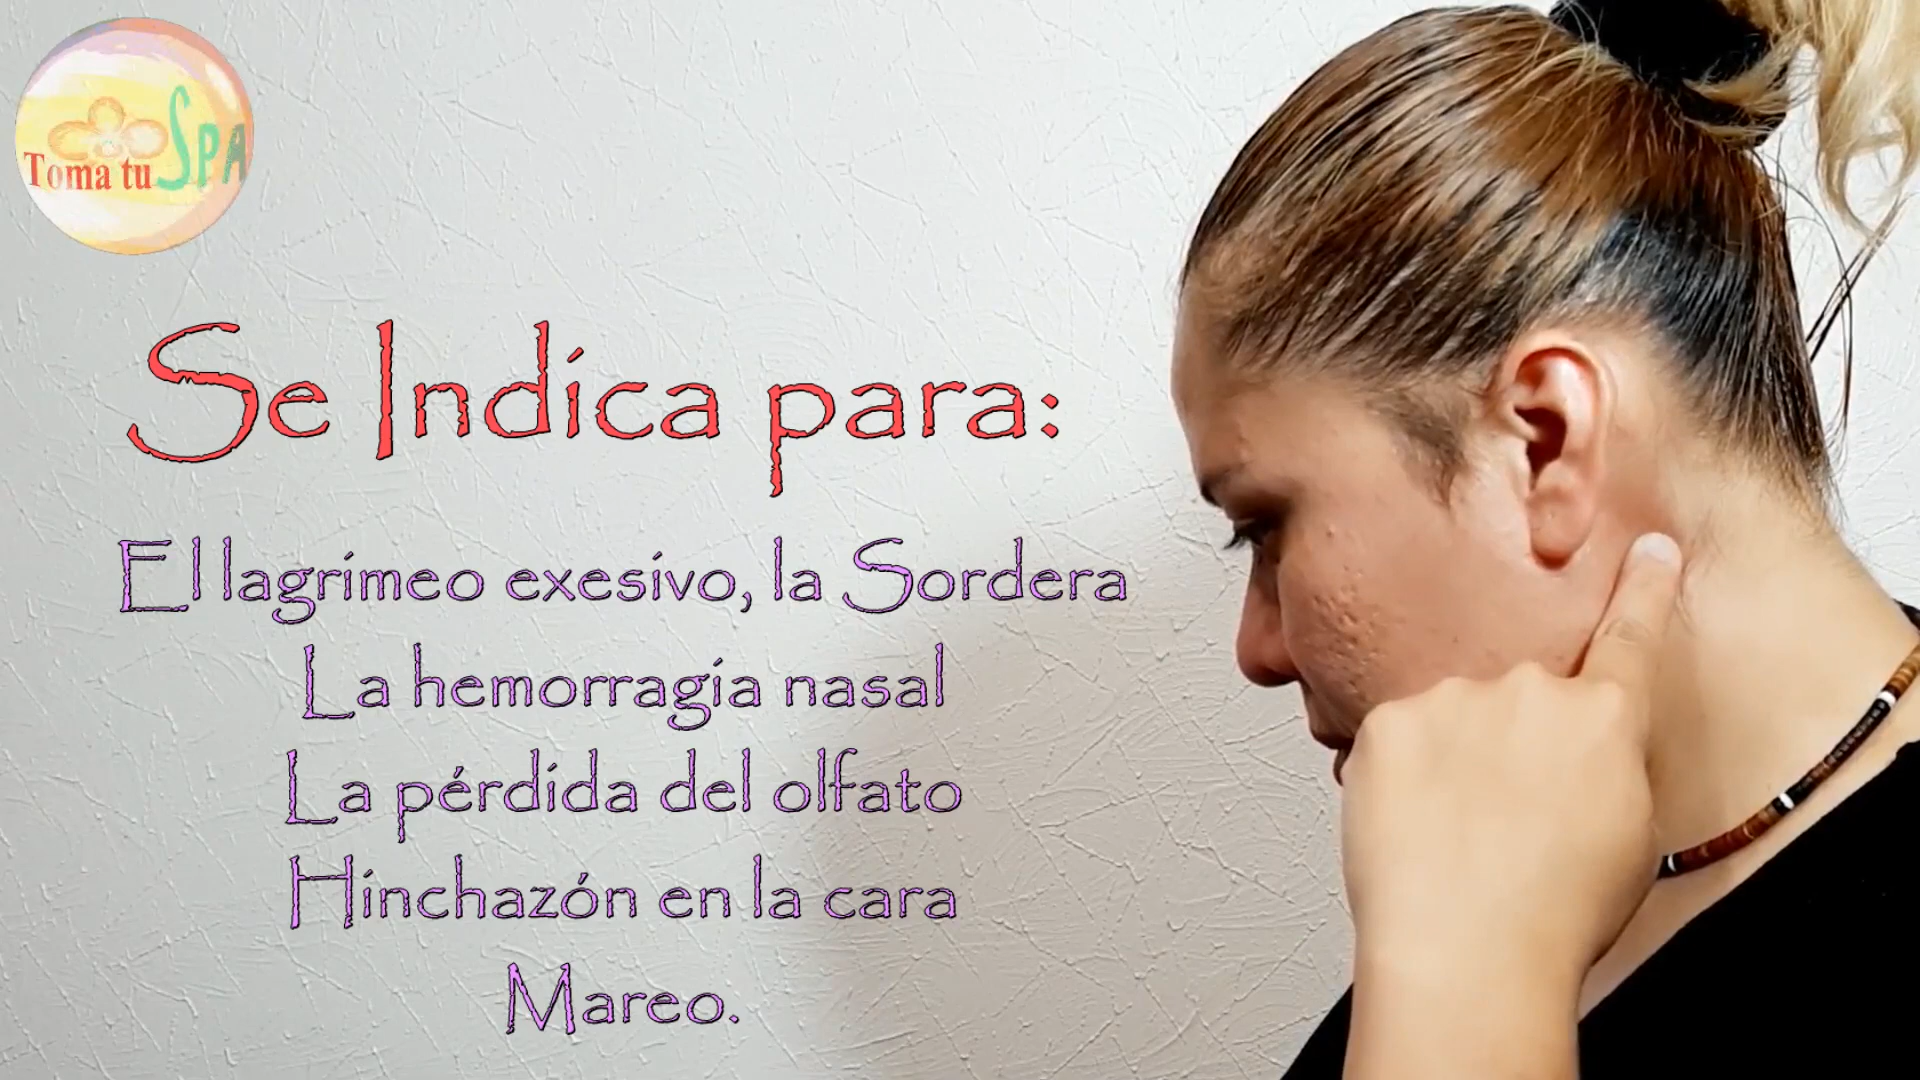 Toma tu SPA
Se Indica para:
El lagrimeo exesivo, la Sordera
La hemorragia nasal
La pérdida del olfato
Hinchazón en la cara
Mareo.